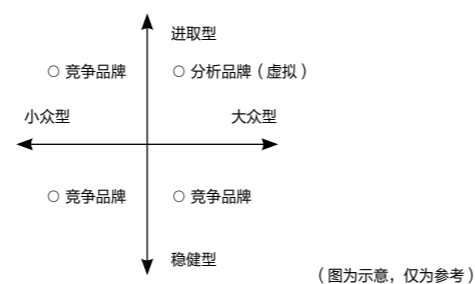 进取型
○ 竞争品牌 ○ 分析品牌（虚拟）
小众型 大众型
○ 竞争品牌 ○ 竞争品牌
稳健型
（图为示意，仅为参考）